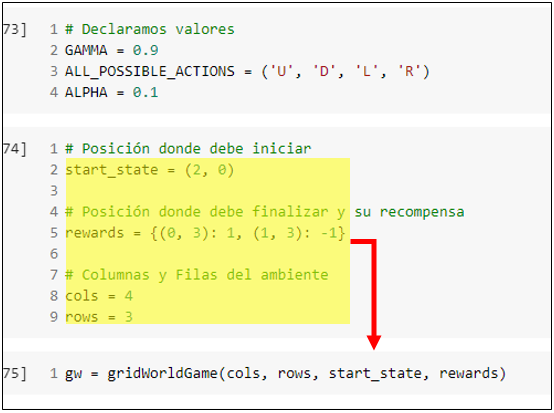 73] 1 # Declaramos valores
2 GAMMA = 0.9
3 ALL_POSSIBLE_ACTIONS = ('U', 'D', 'L', 'R')
4 ALPHA = 0.1
74] 1 # Posición donde debe iniciar
2 start_state = (2, 0)
3
4 # Posición donde debe finalizar y su recompensa
5 rewards = {(0, 3): 1, (1, 3): -1}
6
7 # Columnas y Filas del ambiente
8 cols = 4
9 rows = 3
75] 1 gw = gridWorldGame(cols, rows, start_state, rewards)